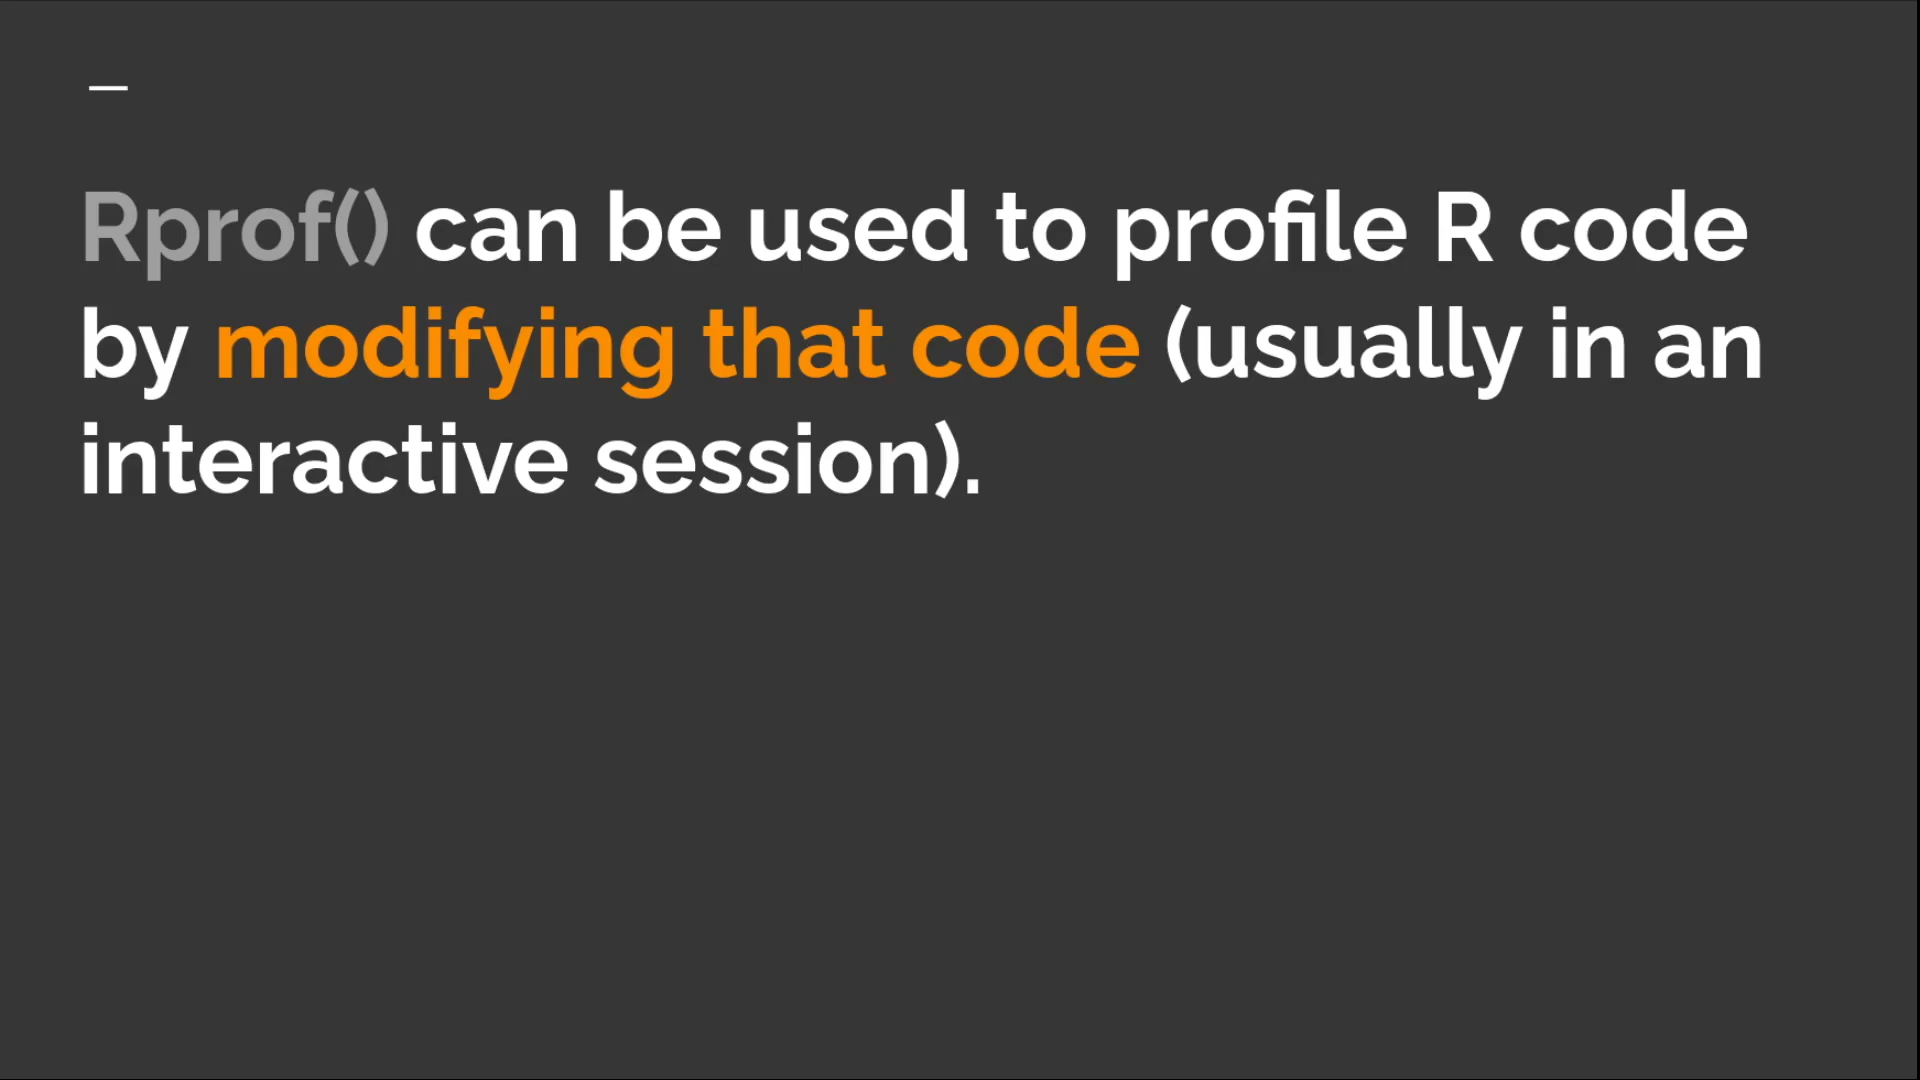 Rprof() can be used to profile R code
by modifying that code (usually in an
interactive session).